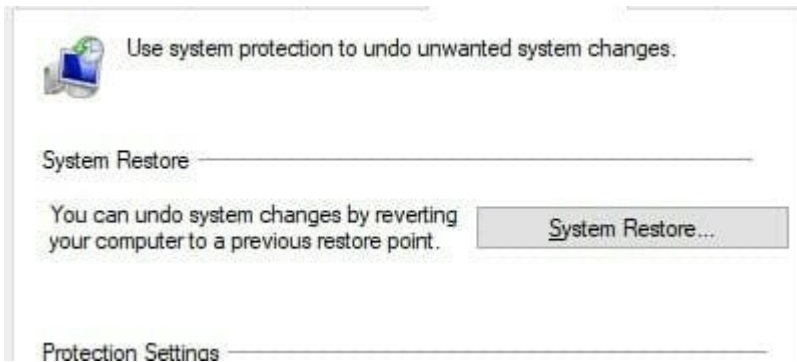 Use system protection to undo unwanted system changes.
System Restore
You can undo system changes by reverting
your computer to a previous restore point.
System Restore...
Protection Settings